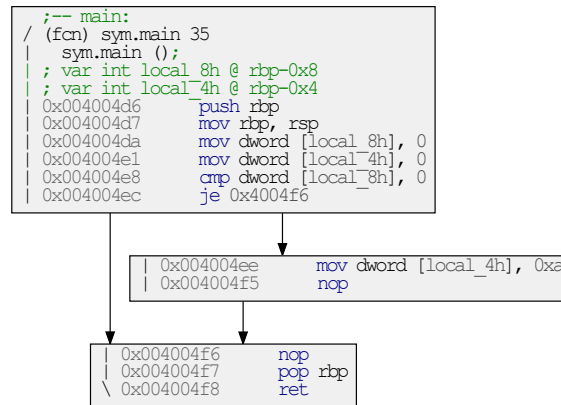 ;-- main:
/ (fcn) sym.main 35
| sym.main ();
| ; var int local_8h @ rbp-0x8
| ; var int local_4h @ rbp-0x4
| 0x004004d6 push rbp
| 0x004004d7 mov rbp, rsp
| 0x004004da mov dword [local_8h], 0
| 0x004004e1 mov dword [local_4h], 0
| 0x004004e8 cmp dword [local_8h], 0
| 0x004004ec je 0x4004f6
| 0x004004ee mov dword [local_4h], 0xa
| 0x004004f5 nop
| 0x004004f6 nop
| 0x004004f7 pop rbp
\ 0x004004f8 ret